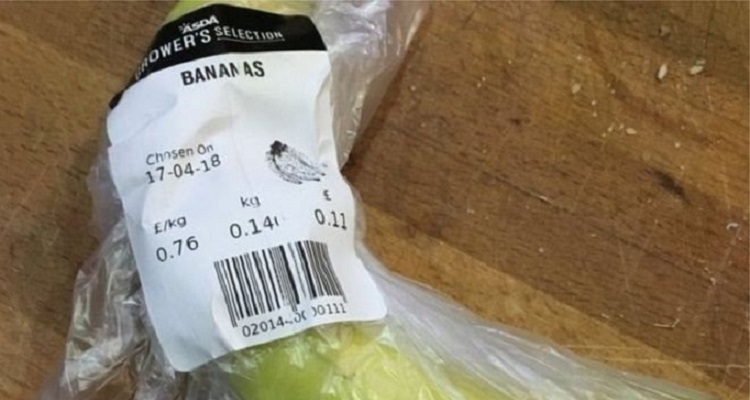 ASDA
GROWER'S SELECTION
BANANAS
Chosen On
17-04-18
£/kg kg £
0.76 0.11